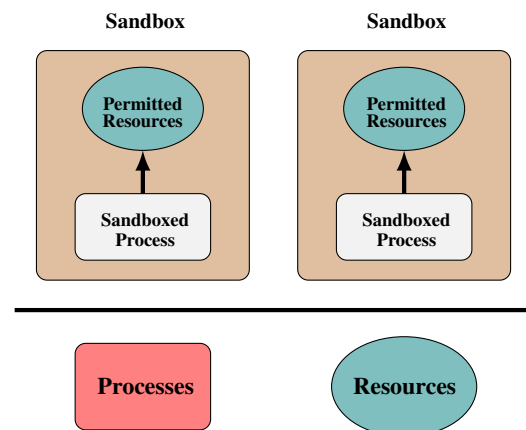 Sandbox
Sandbox
Permitted
Resources
Permitted
Resources
Sandboxed
Process
Sandboxed
Process
Processes
Resources